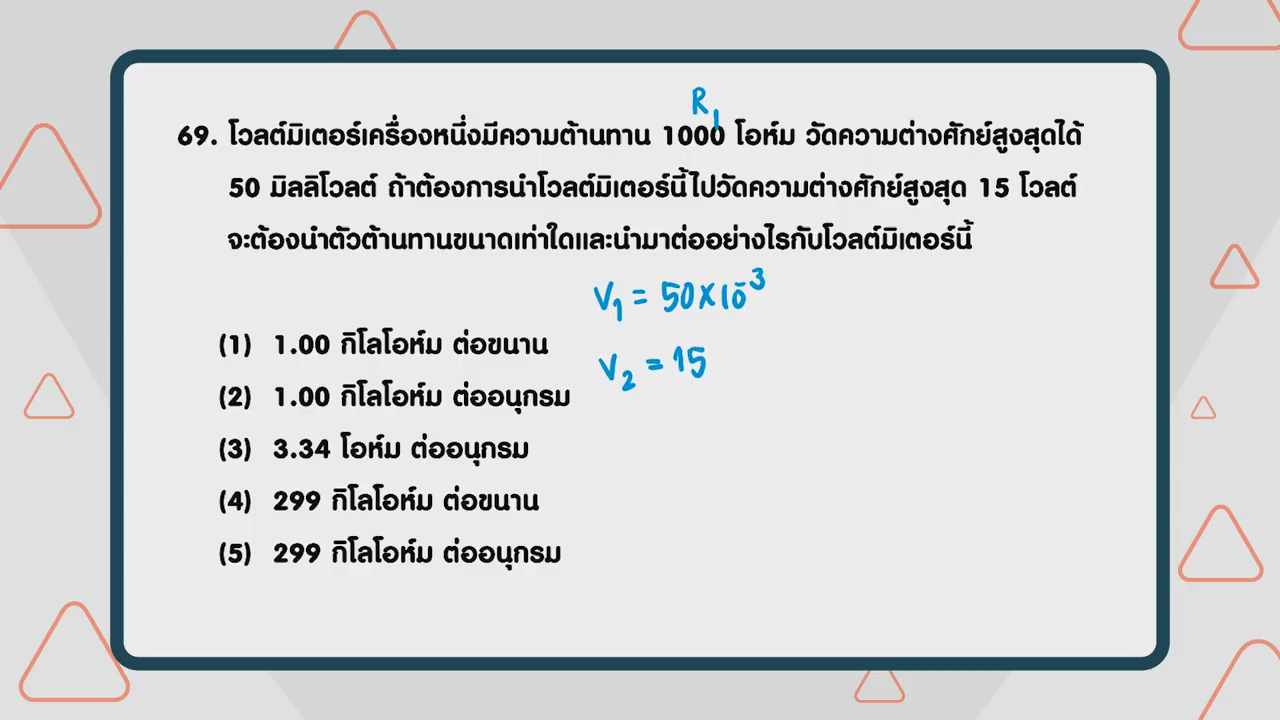 R1
69. โวลต์มิเตอร์เครื่องหนึ่งมีความต้านทาน 1000 โอห์ม วัดความต่างศักย์สูงสุดได้
50 มิลลิโวลต์ ถ้าต้องการนำโวลต์มิเตอร์นี้ไปวัดความต่างศักย์สูงสุด 15 โวลต์
จะต้องนำตัวต้านทานขนาดเท่าใดและนำมาต่ออย่างไรกับโวลต์มิเตอร์นี้
V₁ = 50×10⁻³
(1) 1.00 กิโลโอห์ม ต่อขนาน
V₂ = 15
(2) 1.00 กิโลโอห์ม ต่ออนุกรม
(3) 3.34 โอห์ม ต่ออนุกรม
(4) 299 กิโลโอห์ม ต่อขนาน
(5) 299 กิโลโอห์ม ต่ออนุกรม